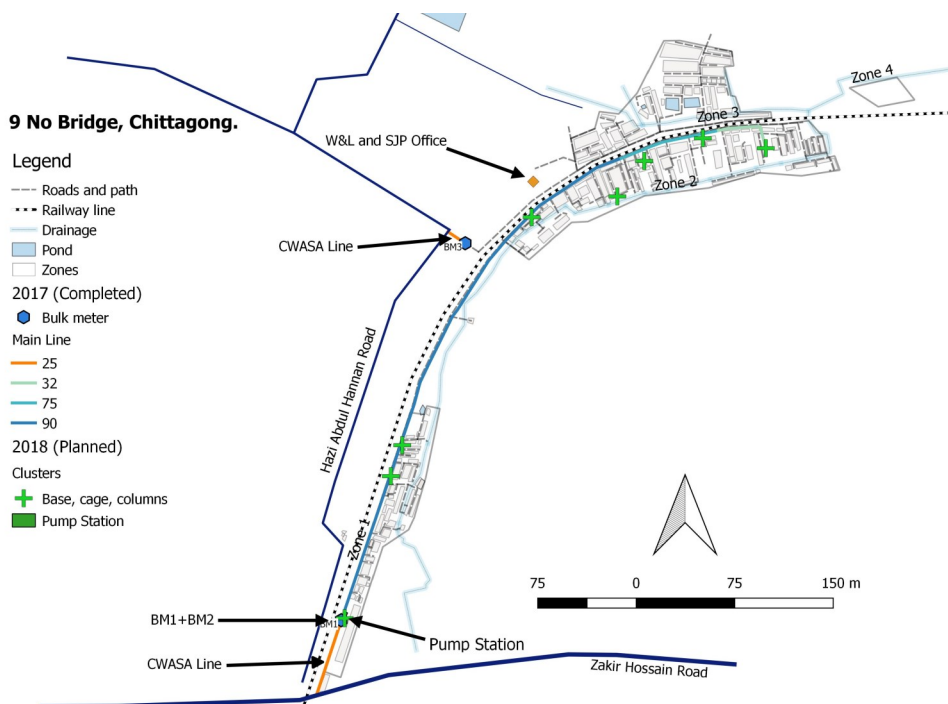 9 No Bridge, Chittagong.
Legend
Roads and path
Railway line
Drainage
Pond
Zones
2017 (Completed)
Bulk meter
Main Line
25
32
75
90
2018 (Planned)
Clusters
Base, cage, columns
Pump Station
W&L and SJP Office
CWASA Line
BM3
Zone 4
Zone 3
Zone 2
Hazi Abdul Hannan Road
Zone 1
BM1+BM2
BM1
Pump Station
CWASA Line
Zakir Hossain Road
75 0 75 150 m